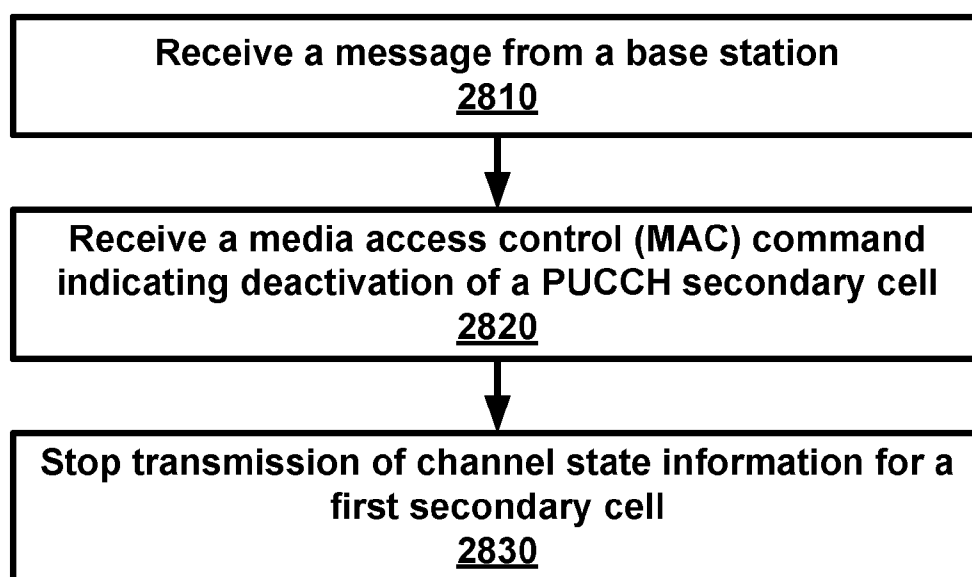 Receive a message from a base station
2810
Receive a media access control (MAC) command
indicating deactivation of a PUCCH secondary cell
2820
Stop transmission of channel state information for a
first secondary cell
2830